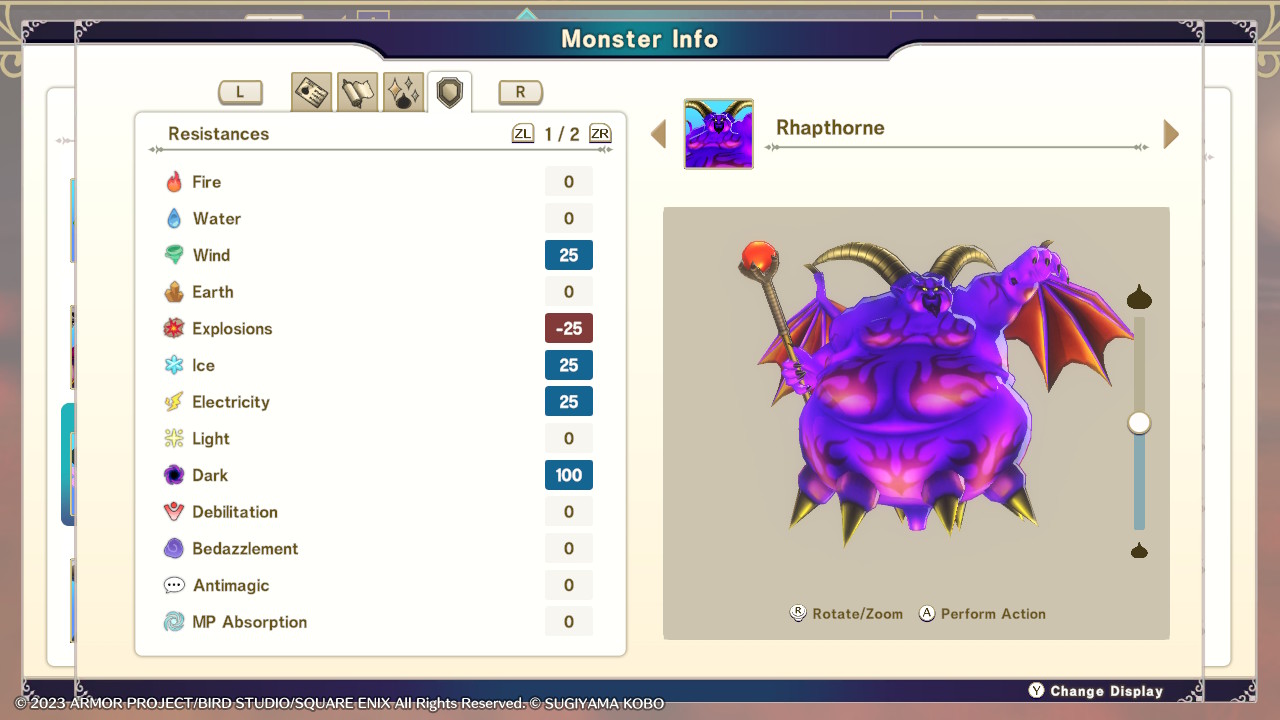 Monster Info
L
R
Resistances
ZL 1 / 2 ZR
Fire 0
Water 0
Wind 25
Earth 0
Explosions -25
Ice 25
Electricity 25
Light 0
Dark 100
Debilitation 0
Bedazzlement 0
Antimagic 0
MP Absorption 0
Rhapthorne
R Rotate/Zoom A Perform Action
Y Change Display
© 2023 ARMOR PROJECT/BIRD STUDIO/SQUARE ENIX All Rights Reserved. © SUGIYAMA KOBO